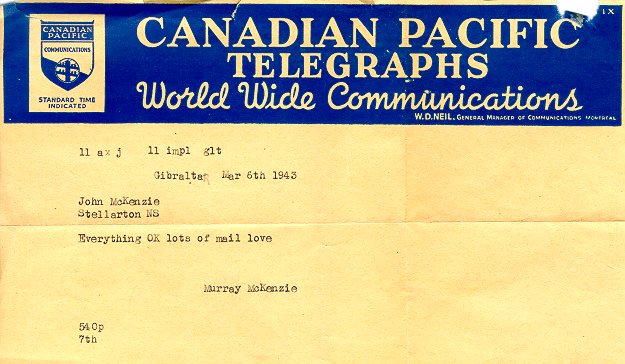 CANADIAN
PACIFIC
COMMUNICATIONS
STANDARD TIME
INDICATED
1X
CANADIAN PACIFIC
TELEGRAPHS
World Wide Communications
W.D. NEIL, GENERAL MANAGER OF COMMUNICATIONS MONTREAL
11 axj 11 impl glt
Gibraltar Mar 6th 1943
John McKenzie
Stellarton NS
Everything OK lots of mail love
Murray McKenzie
540p
7th